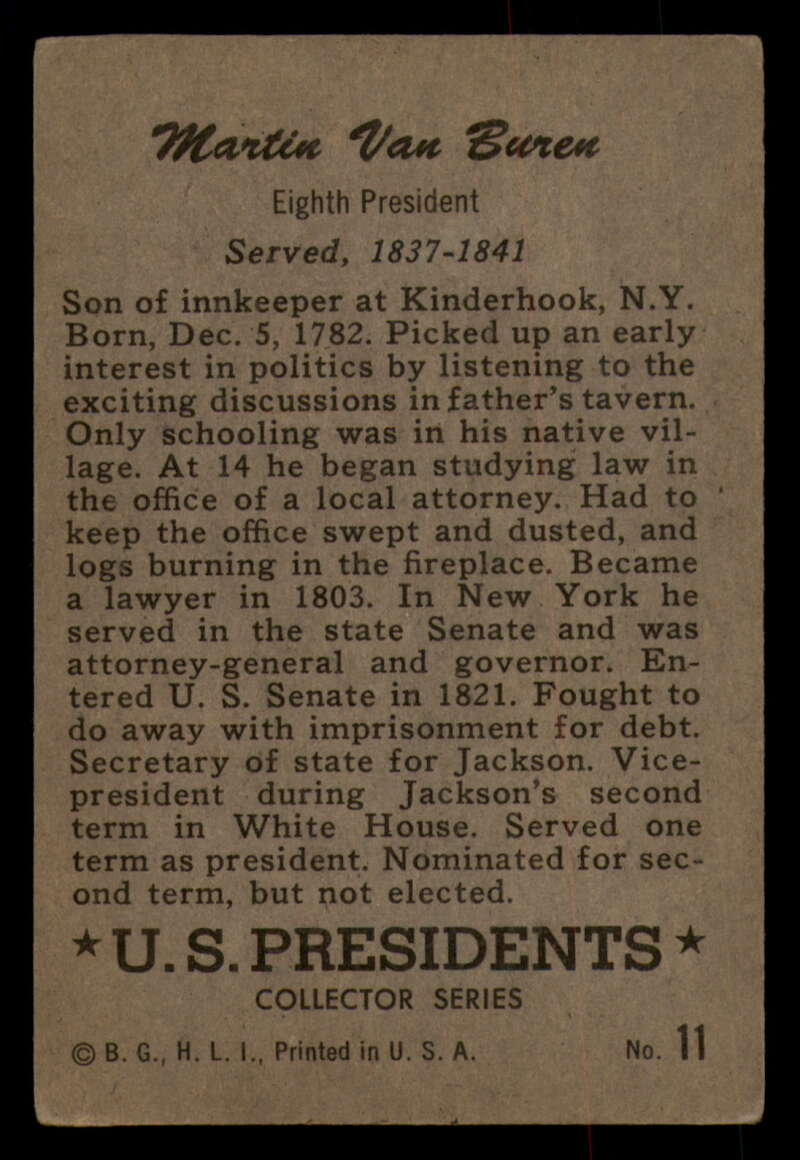 Martin Van Buren
Eighth President
Served, 1837-1841
Son of innkeeper at Kinderhook, N.Y.
Born, Dec. 5, 1782. Picked up an early
interest in politics by listening to the
exciting discussions in father's tavern.
Only schooling was in his native vil-
lage. At 14 he began studying law in
the office of a local attorney. Had to
keep the office swept and dusted, and
logs burning in the fireplace. Became
a lawyer in 1803. In New York he
served in the state Senate and was
attorney-general and governor. En-
tered U. S. Senate in 1821. Fought to
do away with imprisonment for debt.
Secretary of state for Jackson. Vice-
president during Jackson's second
term in White House. Served one
term as president. Nominated for sec-
ond term, but not elected.
★ U. S. PRESIDENTS ★
COLLECTOR SERIES
© B. G., H. L. I., Printed in U. S. A. No. 11